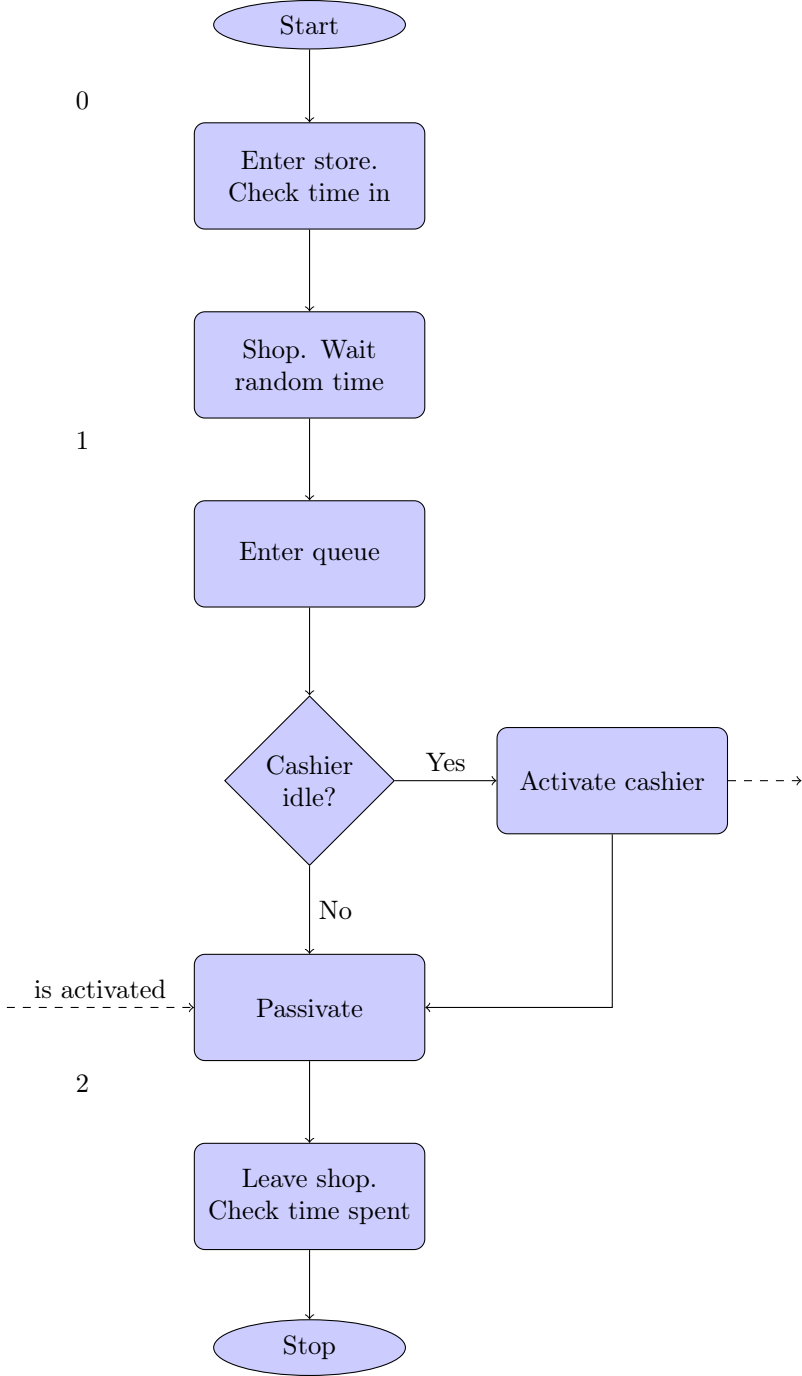 Start
0
Enter store.
Check time in
Shop. Wait
random time
1
Enter queue
Cashier
idle?
Yes
Activate cashier
No
is activated
Passivate
2
Leave shop.
Check time spent
Stop